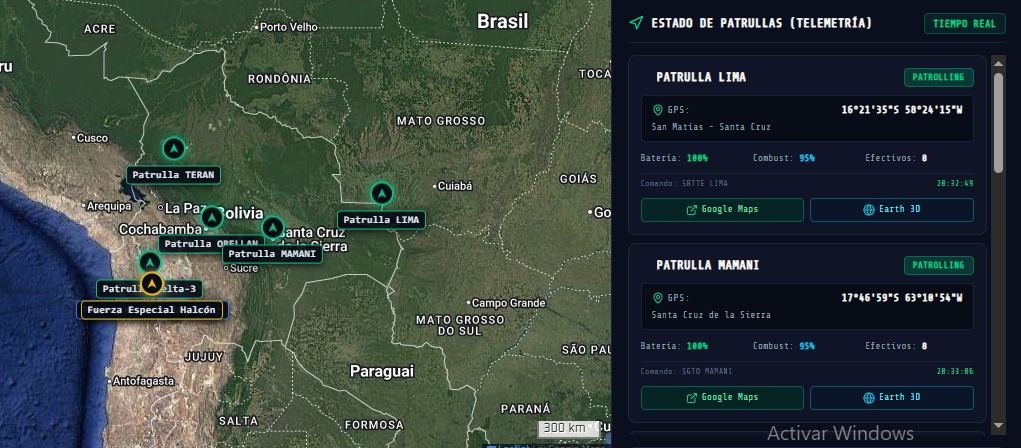 Brasil
ACRE
Porto Velho
RONDÔNIA
TOCA
MATO GROSSO
Cusco
Patrulla TERAN
GOIÁS
Cuiabá
Arequipa
La Paz
Bolivia
Patrulla LIMA
Go
Cochabamba
Santa Cruz
de la Sierra
Patrulla MAMANI
Sucre
Patrulla
lta-3
Fuerza Especial Halcón
Campo Grande
MATO GROSSO
DO SUL
SÃO PAU
JUJUY
Paraguai
Antofagasta
PARANÁ
SALTA
FORMOSA
300 km
ESTADO DE PATRULLAS (TELEMETRÍA)
TIEMPO REAL
PATRULLA LIMA
PATROLLING
GPS: 16°21'35"S 58°24'15"W
San Matías - Santa Cruz
Batería: 100% Combust: 95% Efectivos: 8
Comando: SBTTE LIMA 20:32:49
Google Maps Earth 3D
PATRULLA MAMANI
PATROLLING
GPS: 17°46'59"S 63°10'54"W
Santa Cruz de la Sierra
Batería: 100% Combust: 95% Efectivos: 8
Comando: SGTO MAMANI 20:33:06
Google Maps Earth 3D
Activar Windows